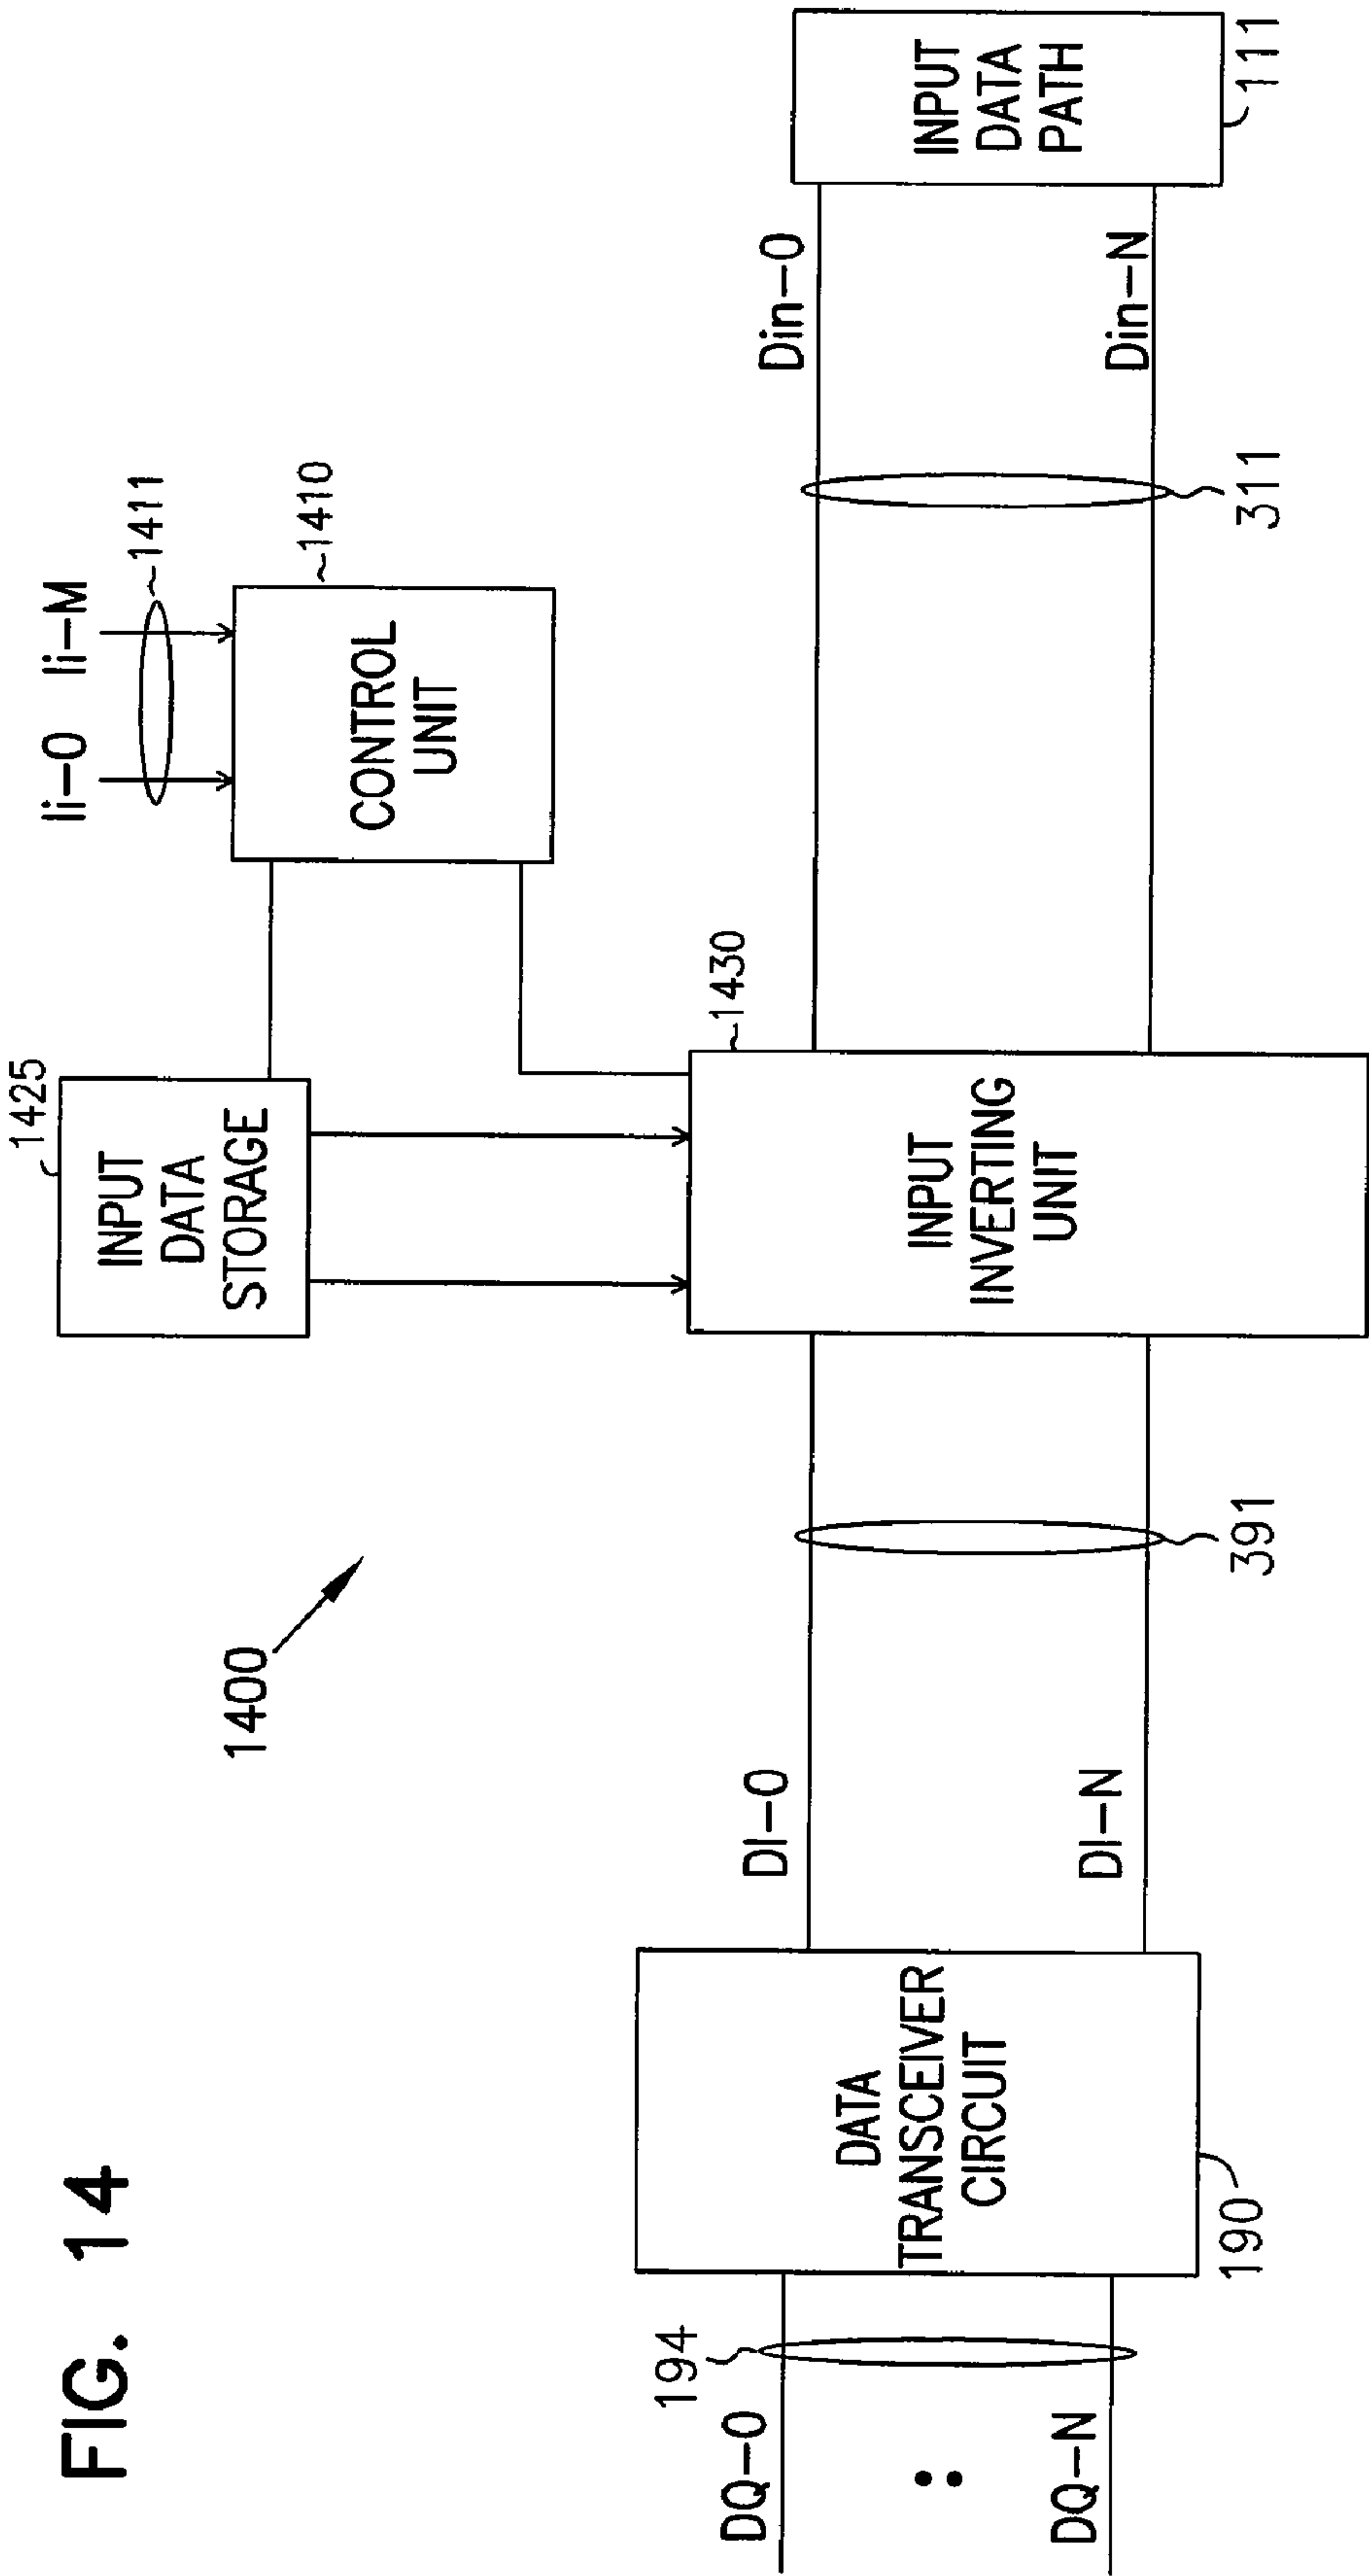 FIG. 14
1400
1425
INPUT
DATA
STORAGE
Ii-0 Ii-M
1411
1410
CONTROL
UNIT
DQ-0
DQ-N
194
DATA
TRANSCEIVER
CIRCUIT
190
DI-0
DI-N
391
1430
INPUT
INVERTING
UNIT
Din-0
Din-N
311
INPUT
DATA
PATH
111